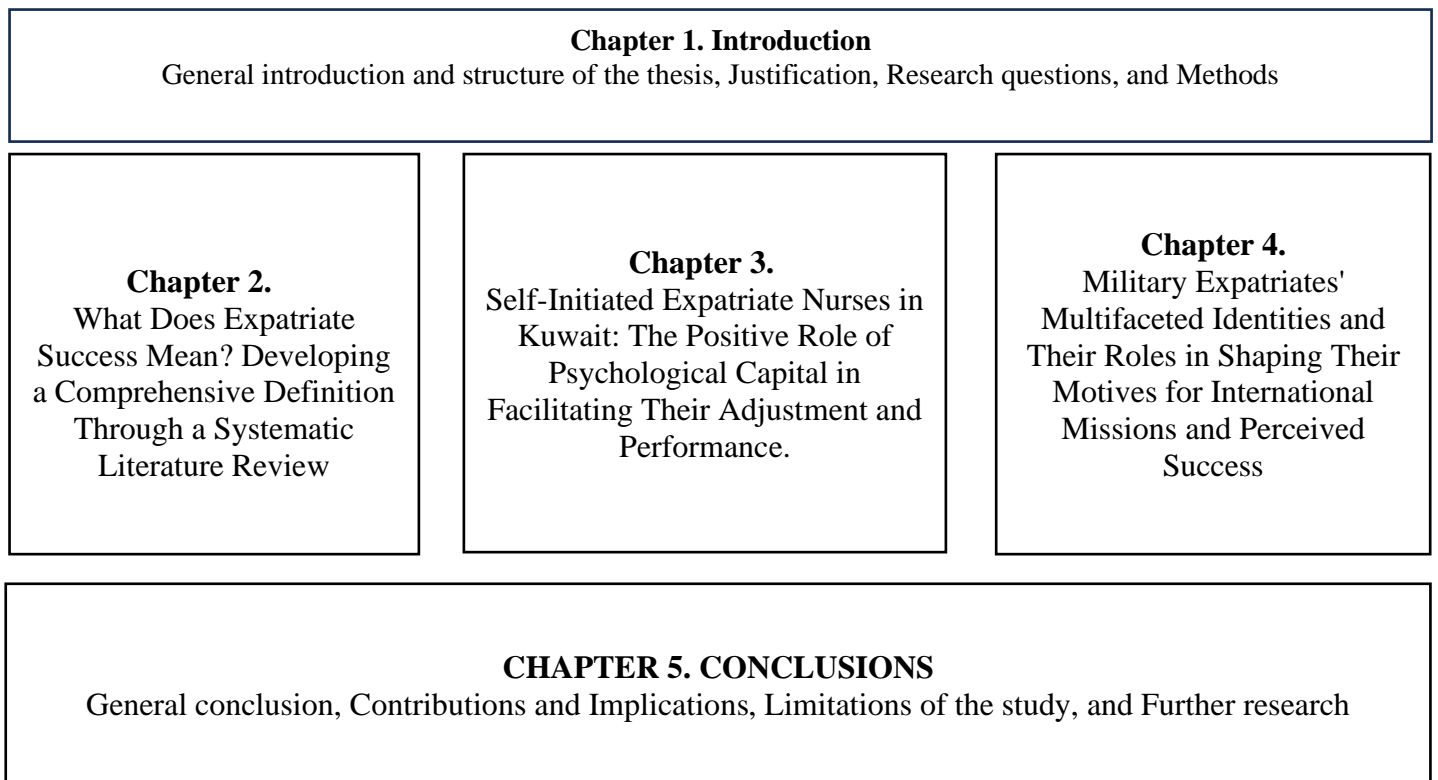 Chapter 1. Introduction
General introduction and structure of the thesis, Justification, Research questions, and Methods
Chapter 2.
What Does Expatriate
Success Mean? Developing
a Comprehensive Definition
Through a Systematic
Literature Review
Chapter 3.
Self-Initiated Expatriate Nurses in
Kuwait: The Positive Role of
Psychological Capital in
Facilitating Their Adjustment and
Performance.
Chapter 4.
Military Expatriates'
Multifaceted Identities and
Their Roles in Shaping Their
Motives for International
Missions and Perceived
Success
CHAPTER 5. CONCLUSIONS
General conclusion, Contributions and Implications, Limitations of the study, and Further research